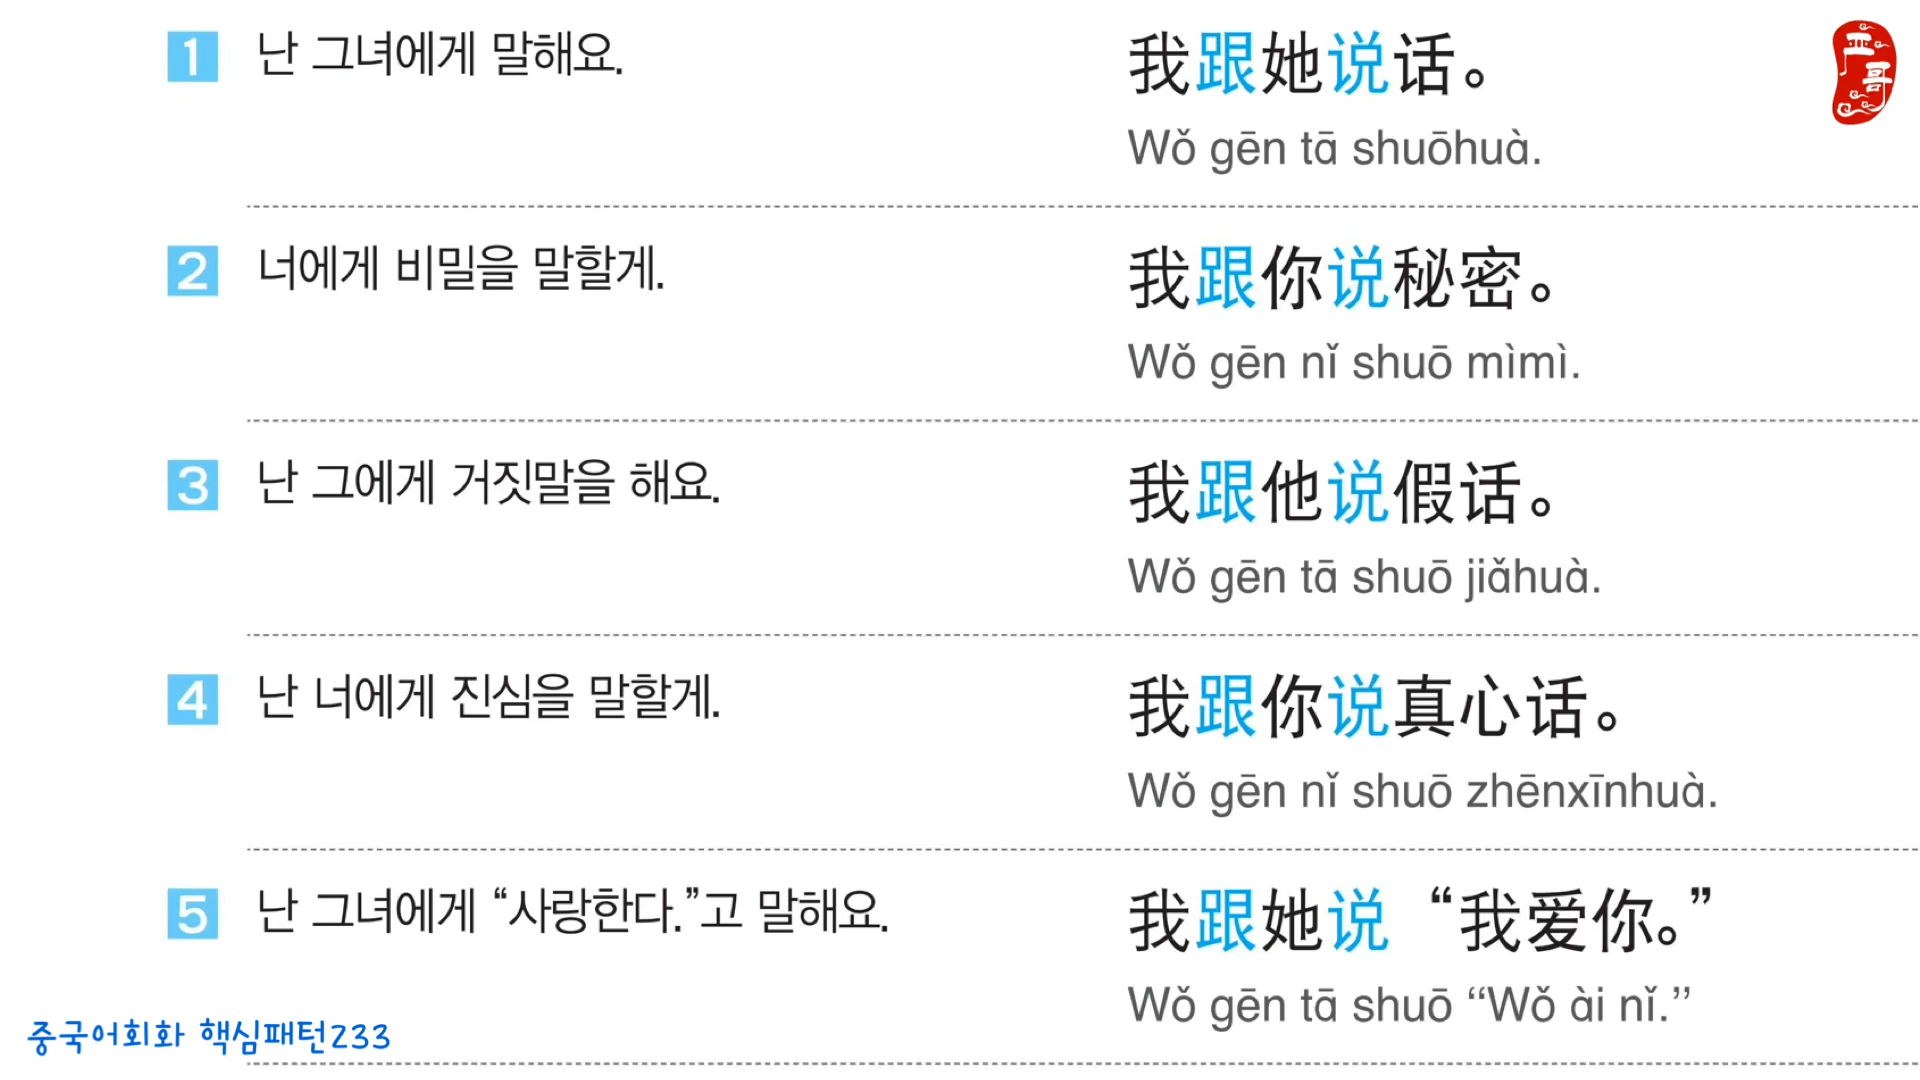 1 난 그녀에게 말해요.
我跟她说话。
Wǒ gēn tā shuōhuà.
2 너에게 비밀을 말할게.
我跟你说秘密。
Wǒ gēn nǐ shuō mìmì.
3 난 그에게 거짓말을 해요.
我跟他说假话。
Wǒ gēn tā shuō jiǎhuà.
4 난 너에게 진심을 말할게.
我跟你说真心话。
Wǒ gēn nǐ shuō zhēnxīnhuà.
5 난 그녀에게 “사랑한다.”고 말해요.
我跟她说 “我爱你。”
Wǒ gēn tā shuō “Wǒ ài nǐ.”
중국어회화 핵심패턴233